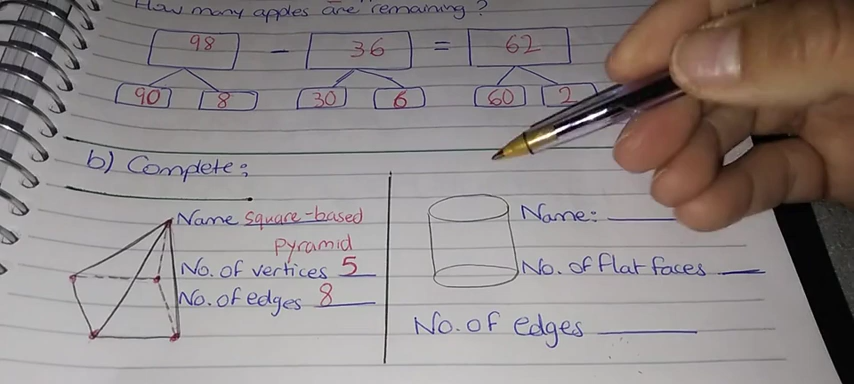 How many apples are remaining?
98 - 36 = 62
90 8 30 6 60 2
b) Complete:
Name square-based
pyramid
No. of vertices 5
No. of edges 8
Name:
No. of flat faces
No. of edges